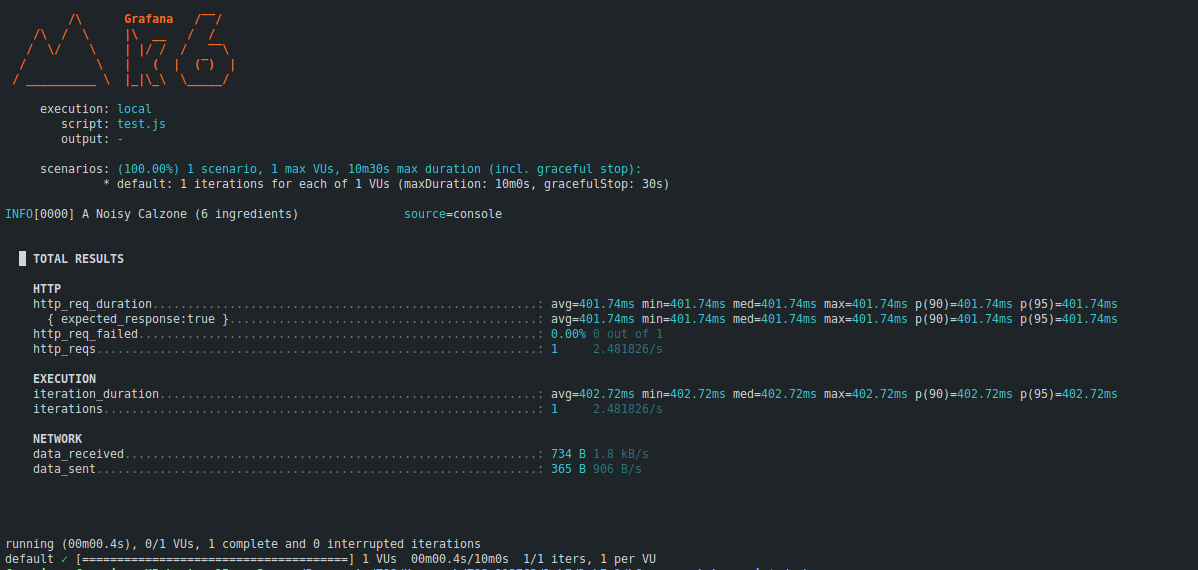 Grafana
execution: local
script: test.js
output: -
scenarios: (100.00%) 1 scenario, 1 max VUs, 10m30s max duration (incl. graceful stop):
* default: 1 iterations for each of 1 VUs (maxDuration: 10m0s, gracefulStop: 30s)
INFO[0000] A Noisy Calzone (6 ingredients) source=console
TOTAL RESULTS
HTTP
http_req_duration.......................................................: avg=401.74ms min=401.74ms med=401.74ms max=401.74ms p(90)=401.74ms p(95)=401.74ms
{ expected_response:true }............................................: avg=401.74ms min=401.74ms med=401.74ms max=401.74ms p(90)=401.74ms p(95)=401.74ms
http_req_failed.........................................................: 0.00% 0 out of 1
http_reqs...............................................................: 1 2.481826/s
EXECUTION
iteration_duration......................................................: avg=402.72ms min=402.72ms med=402.72ms max=402.72ms p(90)=402.72ms p(95)=402.72ms
iterations..............................................................: 1 2.481826/s
NETWORK
data_received...........................................................: 734 B 1.8 kB/s
data_sent...............................................................: 365 B 906 B/s
running (00m00.4s), 0/1 VUs, 1 complete and 0 interrupted iterations
default ✓ [======================================] 1 VUs 00m00.4s/10m0s 1/1 iters, 1 per VU